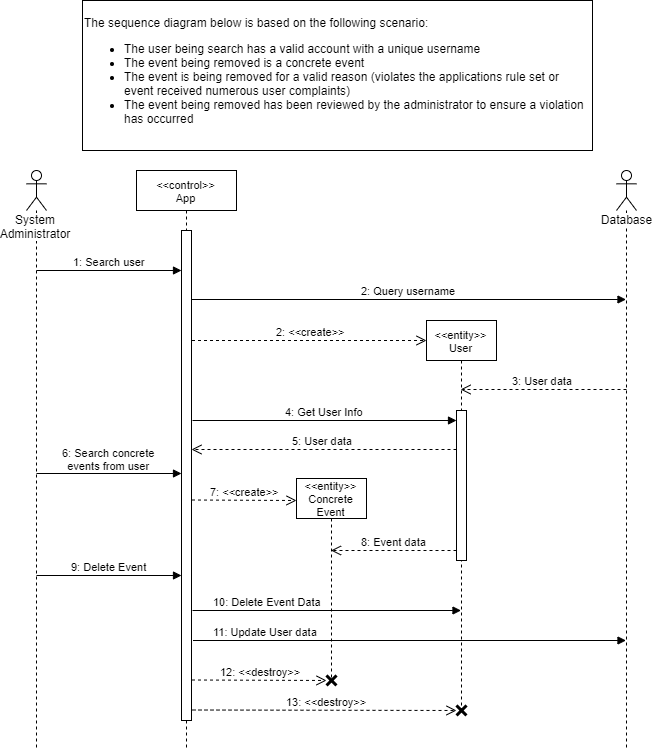 The sequence diagram below is based on the following scenario:
• The user being search has a valid account with a unique username
• The event being removed is a concrete event
• The event is being removed for a valid reason (violates the applications rule set or
event received numerous user complaints)
• The event being removed has been reviewed by the administrator to ensure a violation
has occurred
System
Administrator
<<control>>
App
Database
1: Search user
2: Query username
2: <<create>>
<<entity>>
User
3: User data
4: Get User Info
5: User data
6: Search concrete
events from user
7: <<create>>
<<entity>>
Concrete
Event
8: Event data
9: Delete Event
10: Delete Event Data
11: Update User data
12: <<destroy>>
13: <<destroy>>